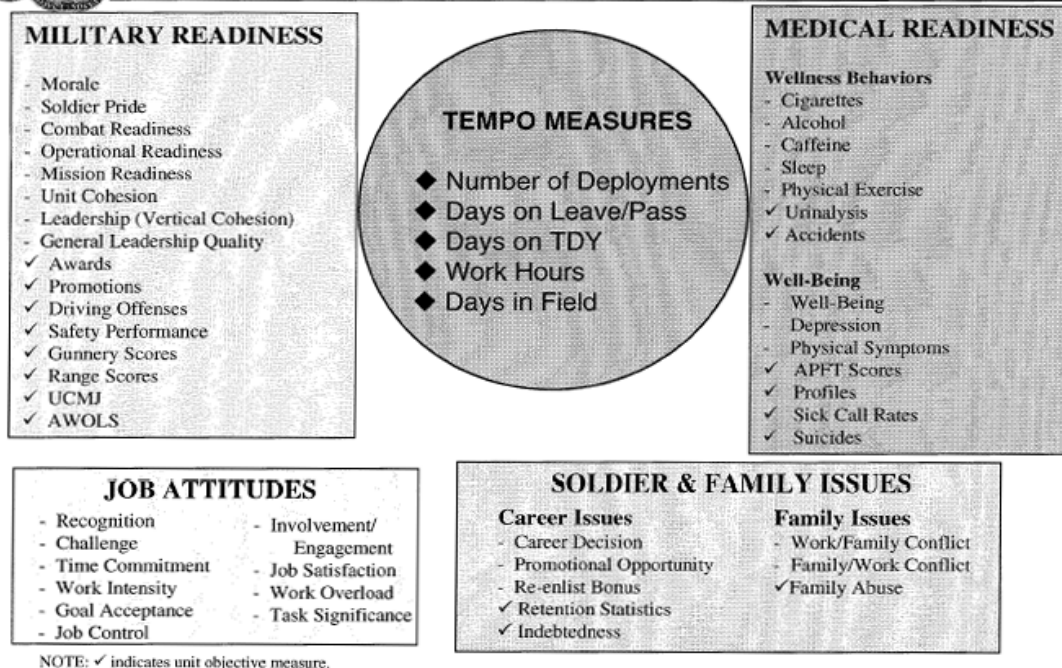 MILITARY READINESS
- Morale
- Soldier Pride
- Combat Readiness
- Operational Readiness
- Mission Readiness
- Unit Cohesion
- Leadership (Vertical Cohesion)
- General Leadership Quality
✓ Awards
✓ Promotions
✓ Driving Offenses
✓ Safety Performance
✓ Gunnery Scores
✓ Range Scores
✓ UCMJ
✓ AWOLS
TEMPO MEASURES
◆ Number of Deployments
◆ Days on Leave/Pass
◆ Days on TDY
◆ Work Hours
◆ Days in Field
MEDICAL READINESS
Wellness Behaviors
- Cigarettes
- Alcohol
- Caffeine
- Sleep
- Physical Exercise
✓ Urinalysis
✓ Accidents
Well-Being
- Well-Being
- Depression
- Physical Symptoms
✓ APFT Scores
✓ Profiles
✓ Sick Call Rates
✓ Suicides
JOB ATTITUDES
- Recognition
- Challenge
- Time Commitment
- Work Intensity
- Goal Acceptance
- Job Control
- Involvement/
Engagement
- Job Satisfaction
- Work Overload
- Task Significance
SOLDIER & FAMILY ISSUES
Career Issues
- Career Decision
- Promotional Opportunity
- Re-enlist Bonus
✓ Retention Statistics
✓ Indebtedness
Family Issues
- Work/Family Conflict
- Family/Work Conflict
✓Family Abuse
NOTE: ✓ indicates unit objective measure.